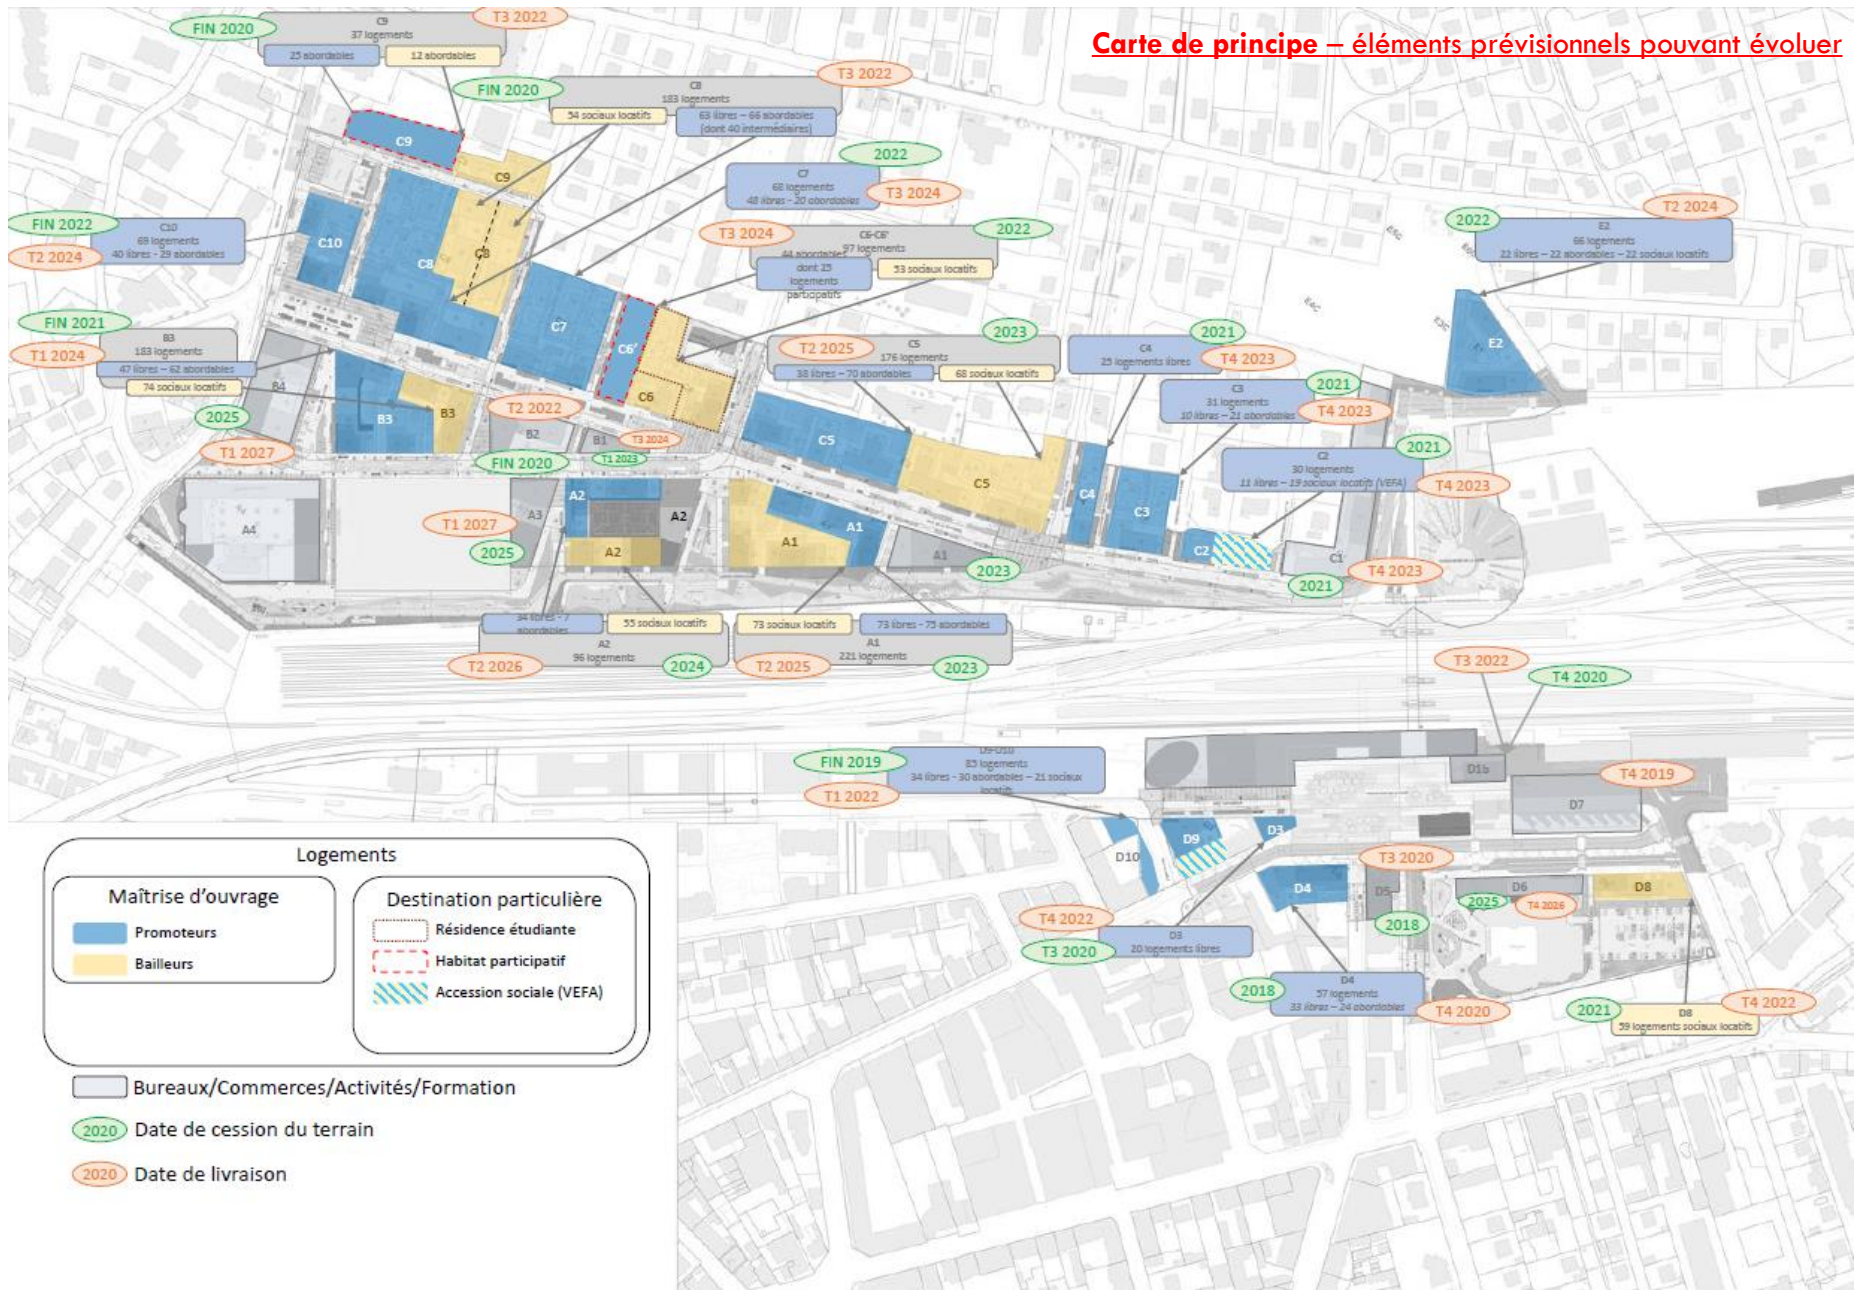 Carte de principe – éléments prévisionnels pouvant évoluer
FIN 2020
C9
37 logements
25 abordables
12 abordables
T3 2022
FIN 2020
C8
183 logements
54 sociaux locatifs
63 libres – 66 abordables
(dont 40 intermédiaires)
T3 2022
C7
68 logements
48 libres - 20 abordables
2022
T3 2024
T3 2024
C6-C6'
97 logements
44 abordables
dont 25
logements
participatifs
53 sociaux locatifs
2022
FIN 2022
T2 2024
C10
69 logements
40 libres - 29 abordables
2022
E2
66 logements
22 libres – 22 abordables – 22 sociaux locatifs
T2 2024
FIN 2021
T1 2024
B3
183 logements
47 libres – 62 abordables
74 sociaux locatifs
T2 2025
C5
176 logements
38 libres – 70 abordables
68 sociaux locatifs
2023
C4
25 logements libres
2021
T4 2023
C3
31 logements
10 libres – 21 abordables
2021
T4 2023
C2
30 logements
11 libres – 19 sociaux locatifs (VEFA)
2021
T4 2023
C9
C9
C10
C8
C8
C7
C6'
C6
E2
B4
B3
B3
B2
B1
2025
T1 2027
T2 2022
FIN 2020
T3 2024
T1 2023
C5
C5
C4
C3
C2
C1
2021
T4 2023
A4
A3
T1 2027
2025
A2
A2
A2
A1
A1
A1
2023
34 libres - 7
abordables
55 sociaux locatifs
A2
96 logements
T2 2026
2024
73 sociaux locatifs
73 libres - 75 abordables
A1
221 logements
T2 2025
2023
T3 2022
T4 2020
FIN 2019
T1 2022
D9-D10
85 logements
34 libres - 30 abordables – 21 sociaux
locatifs
D1b
D7
T4 2019
D10
D9
D3
D4
D5
T3 2020
2018
D6
2025
T4 2026
D8
T4 2022
T3 2020
D3
20 logements libres
2018
D4
57 logements
33 libres – 24 abordables
T4 2020
2021
D8
59 logements sociaux locatifs
T4 2022
Logements
Maîtrise d'ouvrage
Promoteurs
Bailleurs
Destination particulière
Résidence étudiante
Habitat participatif
Accession sociale (VEFA)
Bureaux/Commerces/Activités/Formation
2020
Date de cession du terrain
2020
Date de livraison